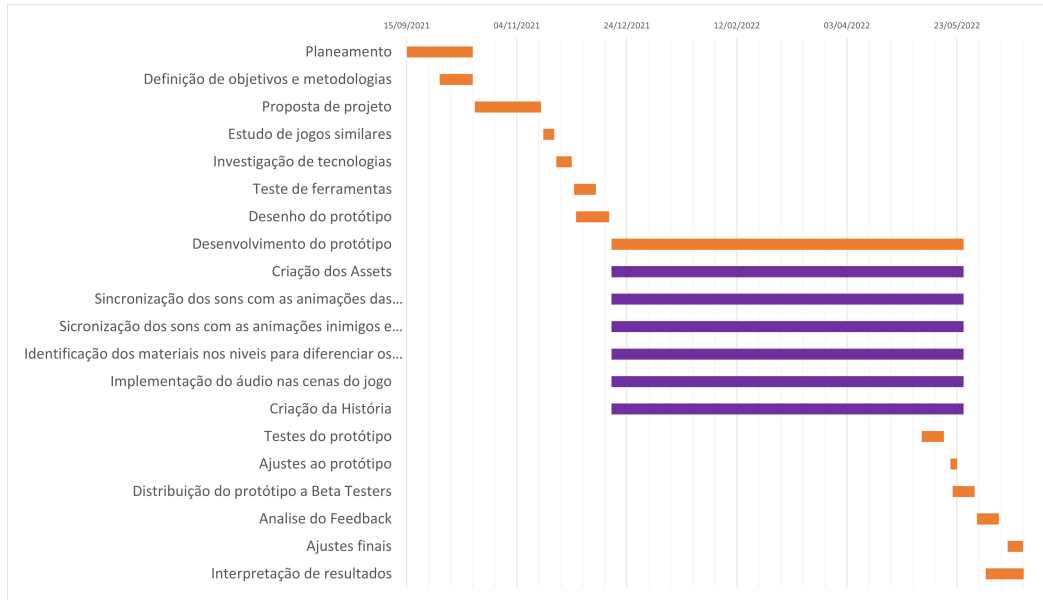 15/09/2021 04/11/2021 24/12/2021 12/02/2022 03/04/2022 23/05/2022
Planeamento
Definição de objetivos e metodologias
Proposta de projeto
Estudo de jogos similares
Investigação de tecnologias
Teste de ferramentas
Desenho do protótipo
Desenvolvimento do protótipo
Criação dos Assets
Sincronização dos sons com as animações das...
Sicronização dos sons com as animações inimigos e...
Identificação dos materiais nos niveis para diferenciar os...
Implementação do áudio nas cenas do jogo
Criação da História
Testes do protótipo
Ajustes ao protótipo
Distribuição do protótipo a Beta Testers
Analise do Feedback
Ajustes finais
Interpretação de resultados